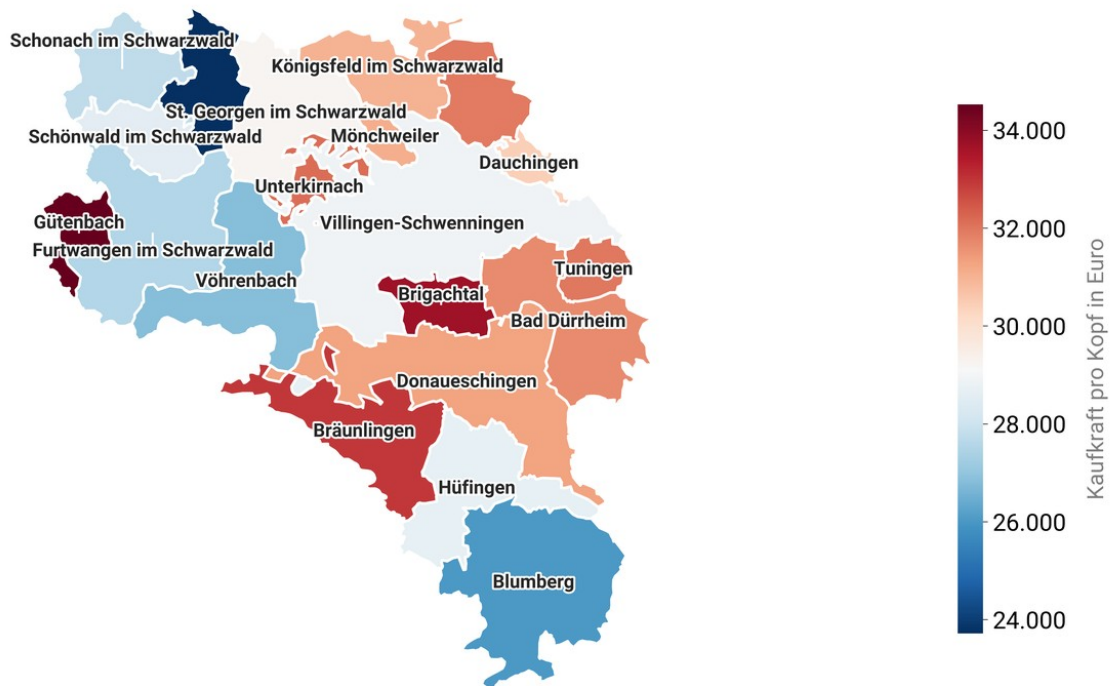 Schonach im Schwarzwald
Königsfeld im Schwarzwald
St. Georgen im Schwarzwald
Schönwald im Schwarzwald
Mönchweiler
Dauchingen
Unterkirnach
Gütenbach
Villingen-Schwenningen
Furtwangen im Schwarzwald
Tuningen
Vöhrenbach
Brigachtal
Bad Dürrheim
Donaueschingen
Bräunlingen
Hüfingen
Blumberg
34.000
32.000
30.000
28.000
26.000
24.000
Kaufkraft pro Kopf in Euro